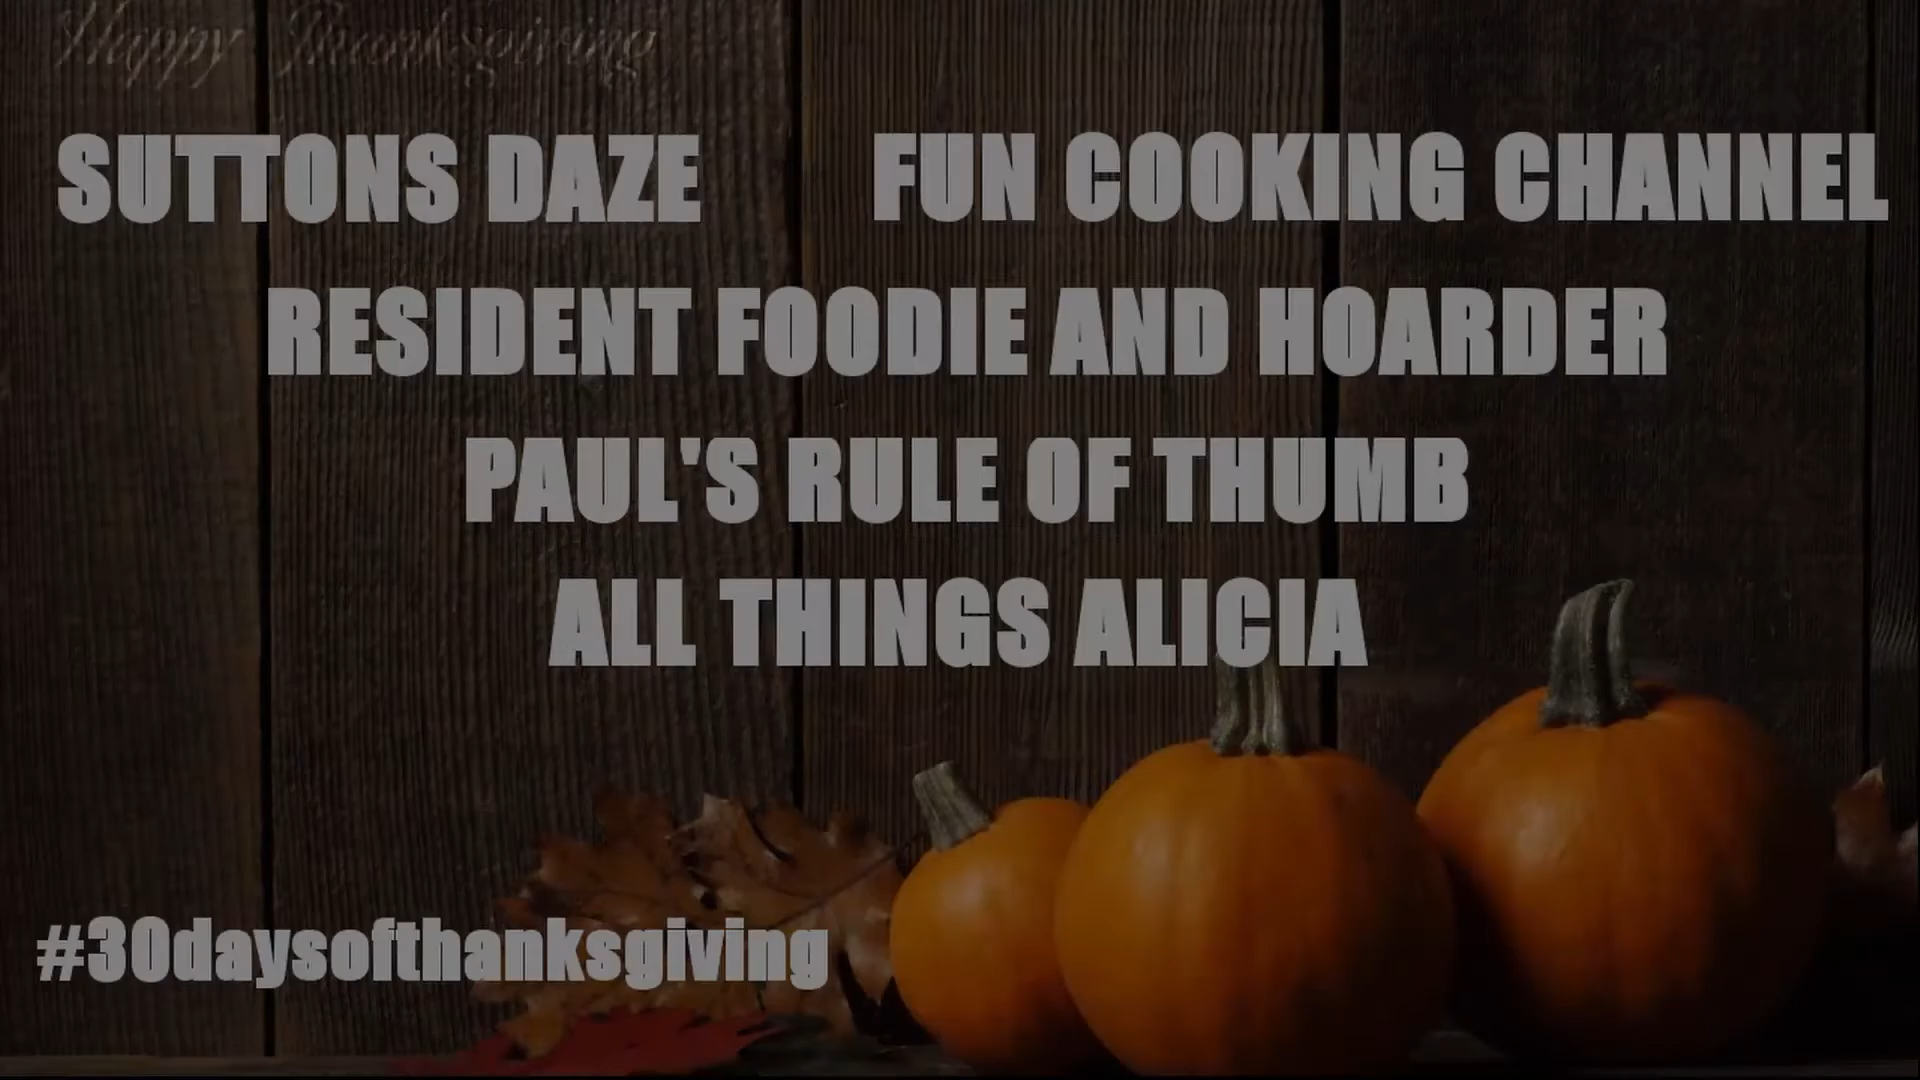 Happy Thanksgiving
SUTTONS DAZE FUN COOKING CHANNEL
RESIDENT FOODIE AND HOARDER
PAUL'S RULE OF THUMB
ALL THINGS ALICIA
#30daysofthanksgiving